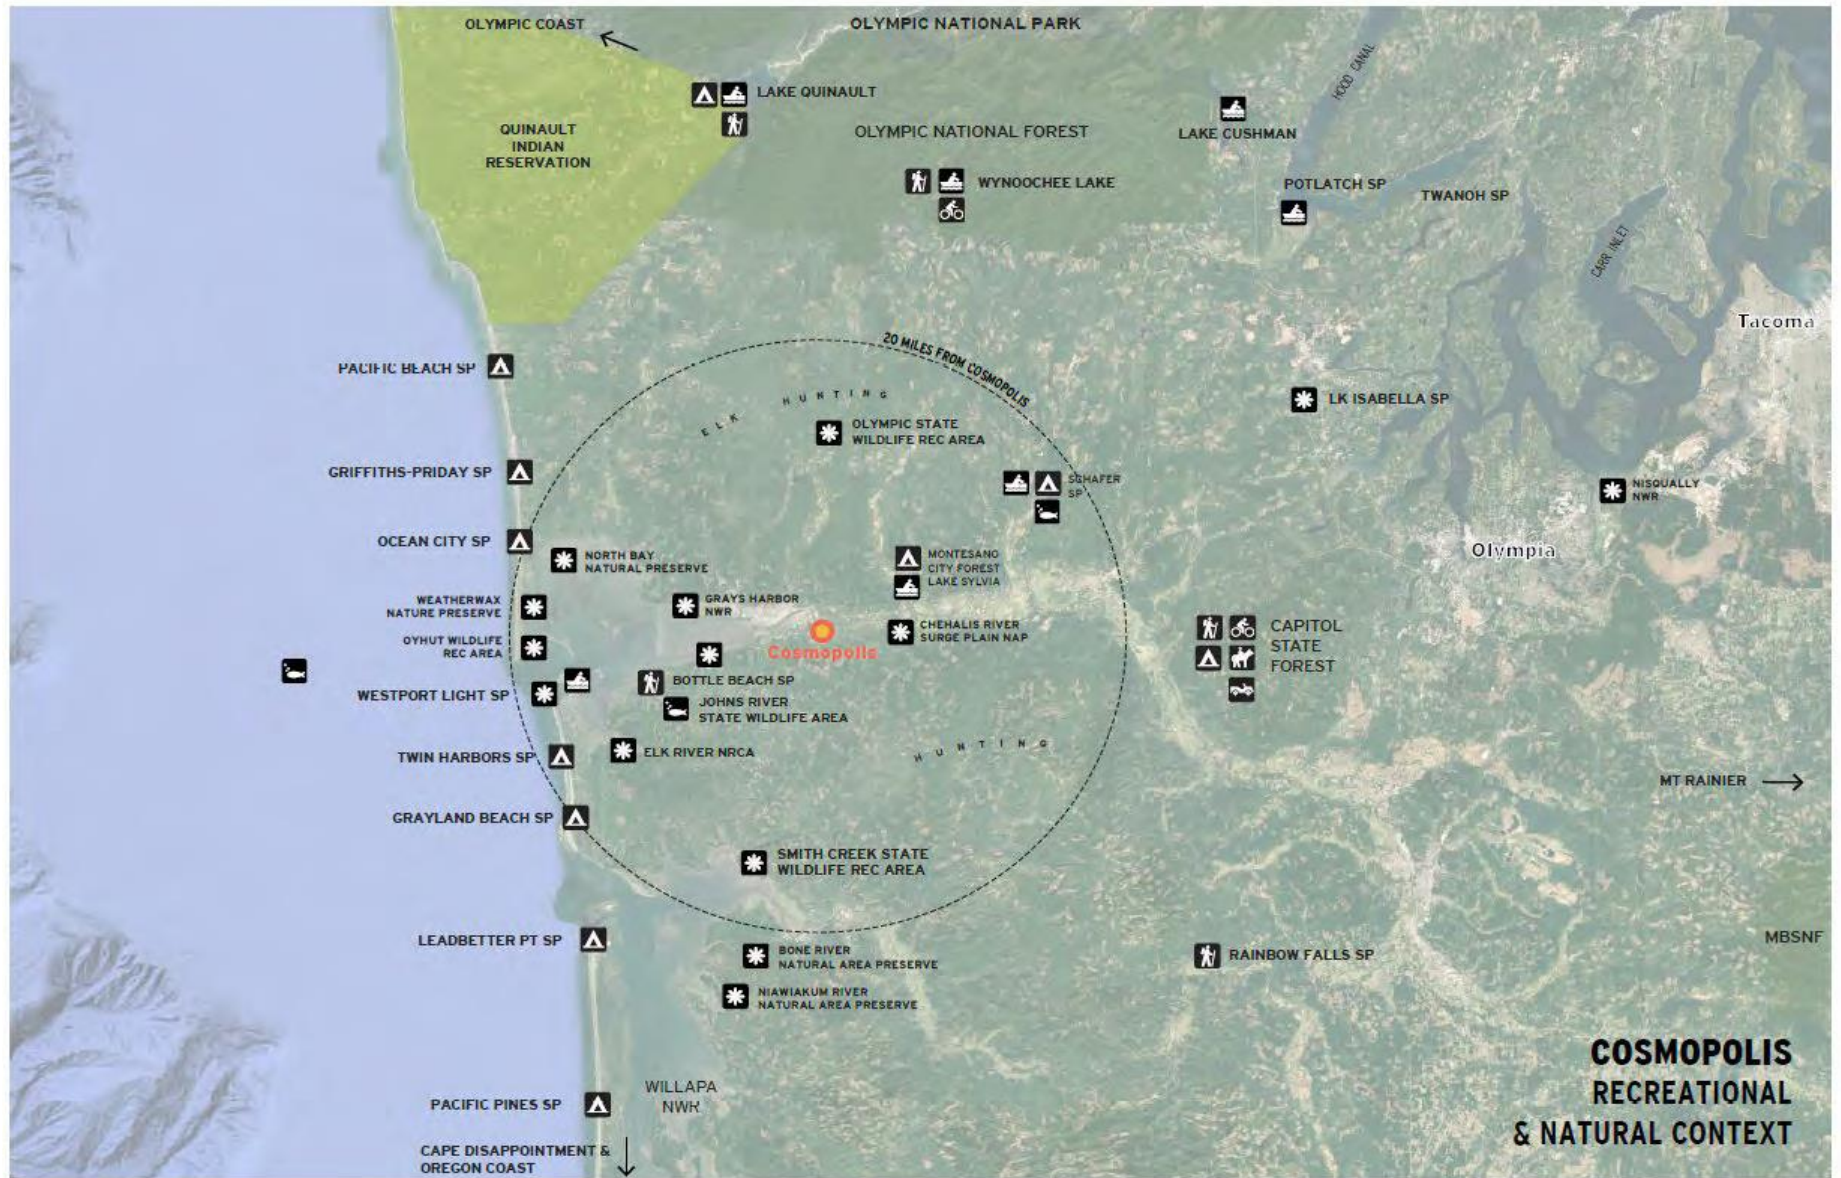 OLYMPIC COAST
OLYMPIC NATIONAL PARK
HOOD CANAL
LAKE QUINAULT
QUINAULT
INDIAN
RESERVATION
OLYMPIC NATIONAL FOREST
LAKE CUSHMAN
WYNOOCHEE LAKE
POTLATCH SP
TWANOH SP
CARR INLET
Tacoma
20 MILES FROM COSMOPOLIS
PACIFIC BEACH SP
ELK HUNTING
LK ISABELLA SP
OLYMPIC STATE
WILDLIFE REC AREA
GRIFFITHS-PRIDAY SP
SCHAFER
SP
NISQUALLY
NWR
OCEAN CITY SP
Olympia
NORTH BAY
NATURAL PRESERVE
MONTESANO
CITY FOREST
LAKE SYLVIA
WEATHERWAX
NATURE PRESERVE
GRAYS HARBOR
NWR
CHEHALIS RIVER
SURGE PLAIN NAP
CAPITOL
STATE
FOREST
OYHUT WILDLIFE
REC AREA
Cosmopolis
BOTTLE BEACH SP
WESTPORT LIGHT SP
JOHNS RIVER
STATE WILDLIFE AREA
TWIN HARBORS SP
ELK RIVER NRCA
HUNTING
MT RAINIER
GRAYLAND BEACH SP
SMITH CREEK STATE
WILDLIFE REC AREA
LEADBETTER PT SP
MBSNF
BONE RIVER
NATURAL AREA PRESERVE
RAINBOW FALLS SP
NIAWIAKUM RIVER
NATURAL AREA PRESERVE
COSMOPOLIS
RECREATIONAL
& NATURAL CONTEXT
WILLAPA
NWR
PACIFIC PINES SP
CAPE DISAPPOINTMENT &
OREGON COAST